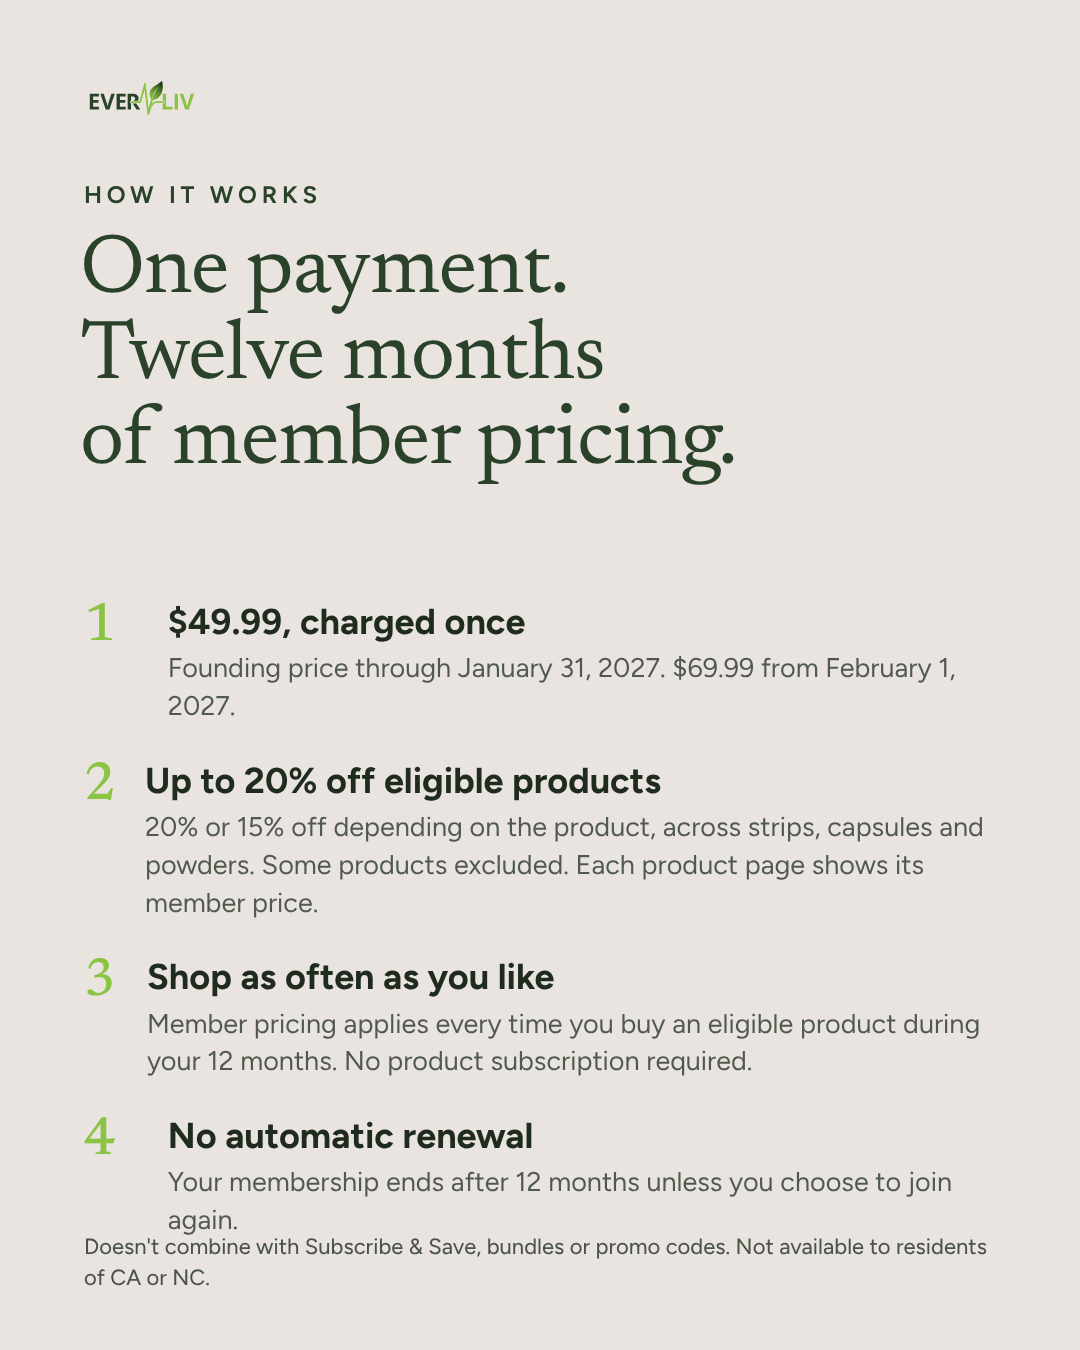 EVER LIV
HOW IT WORKS
One payment.
Twelve months
of member pricing.
1 $49.99, charged once
Founding price through January 31, 2027. $69.99 from February 1,
2027.
2 Up to 20% off eligible products
20% or 15% off depending on the product, across strips, capsules and
powders. Some products excluded. Each product page shows its
member price.
3 Shop as often as you like
Member pricing applies every time you buy an eligible product during
your 12 months. No product subscription required.
4 No automatic renewal
Your membership ends after 12 months unless you choose to join
again.
Doesn't combine with Subscribe & Save, bundles or promo codes. Not available to residents
of CA or NC.